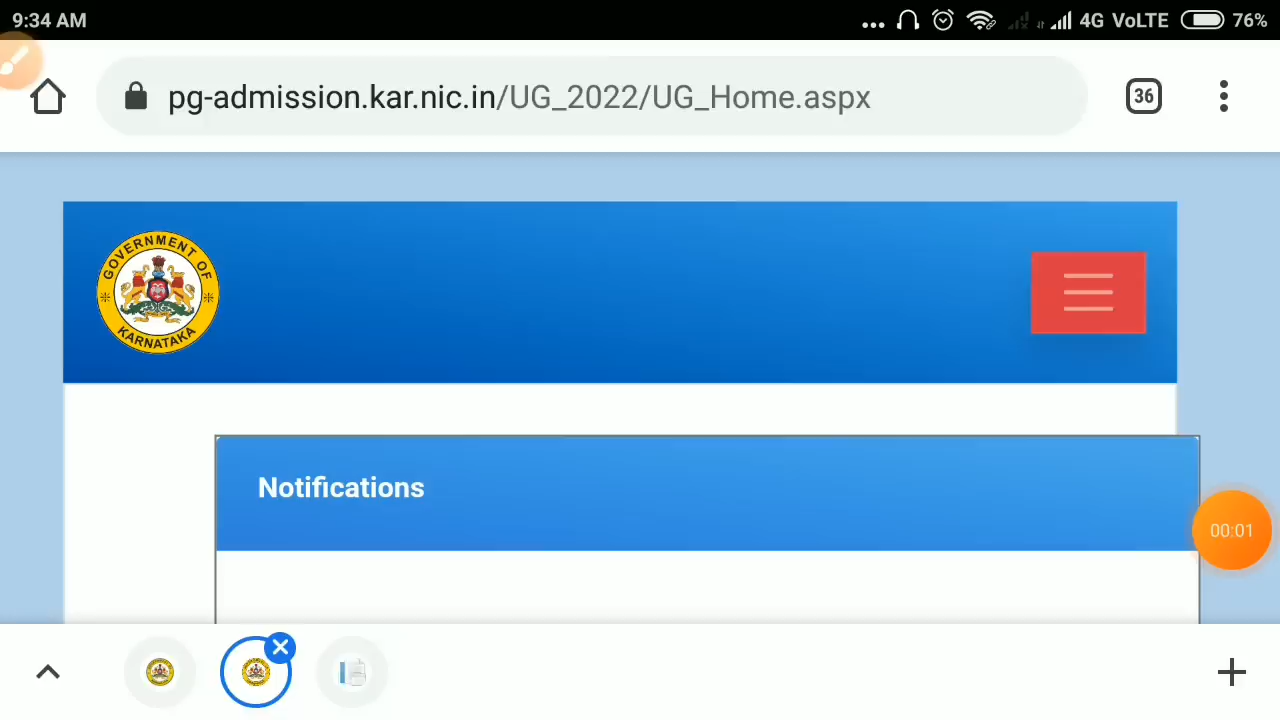 9:34 AM
4G VoLTE 76%
pg-admission.kar.nic.in/UG_2022/UG_Home.aspx
36
GOVERNMENT OF
KARNATAKA
Notifications
00:01